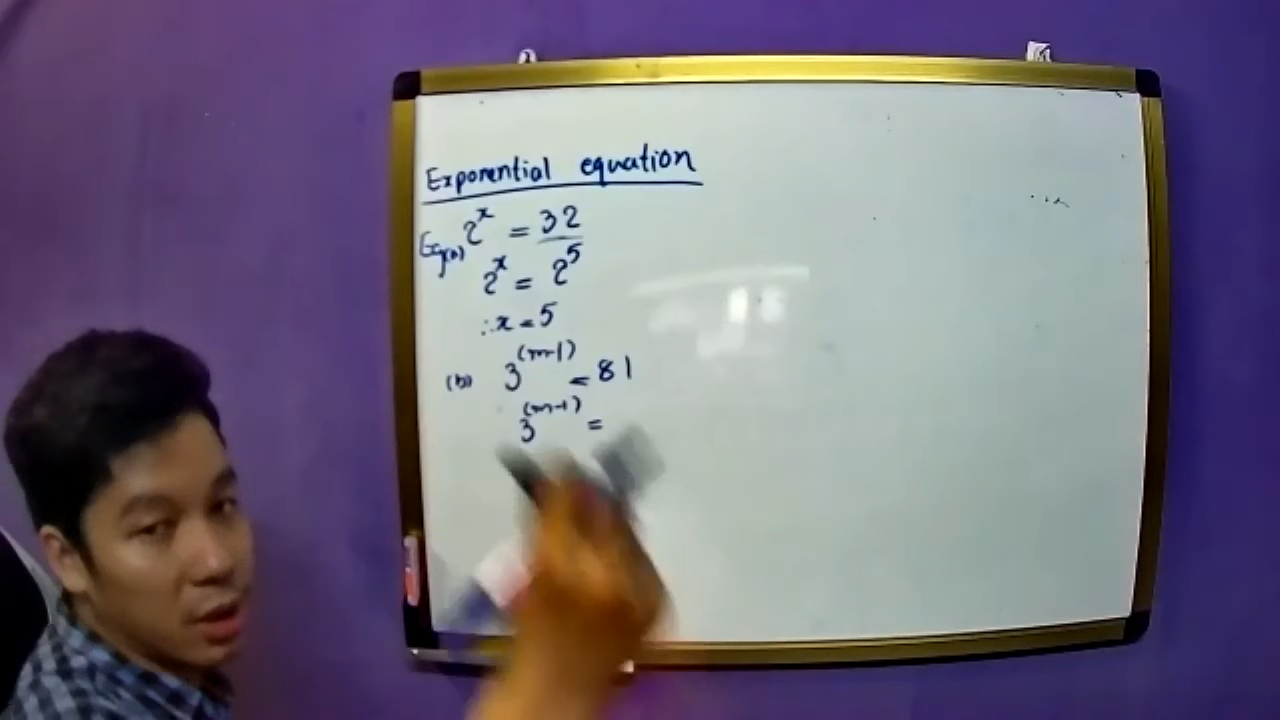 Exponential equation
Eg (a) 2^x = 32
2^x = 2^5
∴ x = 5
(b) 3^(m-1) = 81
3^(m-1) =